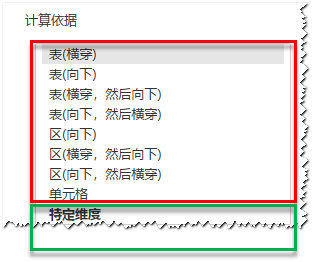 计算依据
表(横穿)
表(向下)
表(横穿，然后向下)
表(向下，然后横穿)
区(向下)
区(横穿，然后向下)
区(向下，然后横穿)
单元格
待定维度